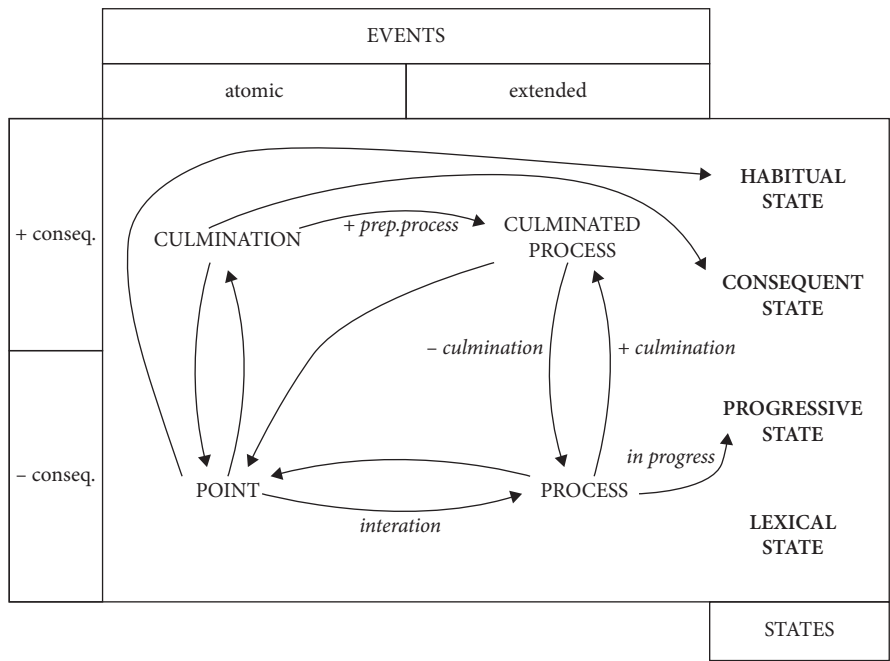 EVENTS
atomic
extended
+ conseq.
– conseq.
HABITUAL
STATE
+ prep.process
CULMINATION
CULMINATED
PROCESS
CONSEQUENT
STATE
– culmination
+ culmination
PROGRESSIVE
STATE
in progress
POINT
PROCESS
interation
LEXICAL
STATE
STATES